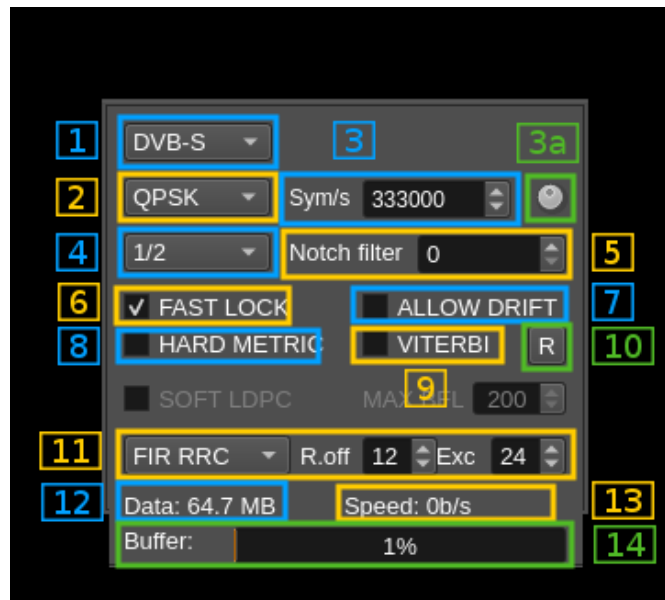 1 DVB-S 3 3a
2 QPSK Sym/s 333000
4 1/2 Notch filter 0 5
6 FAST LOCK ALLOW DRIFT 7
8 HARD METRIC VITERBI R 10
9
SOFT LDPC MAX BFL 200
11 FIR RRC R.off 12 Exc 24
12 Data: 64.7 MB Speed: 0b/s 13
Buffer: 1% 14